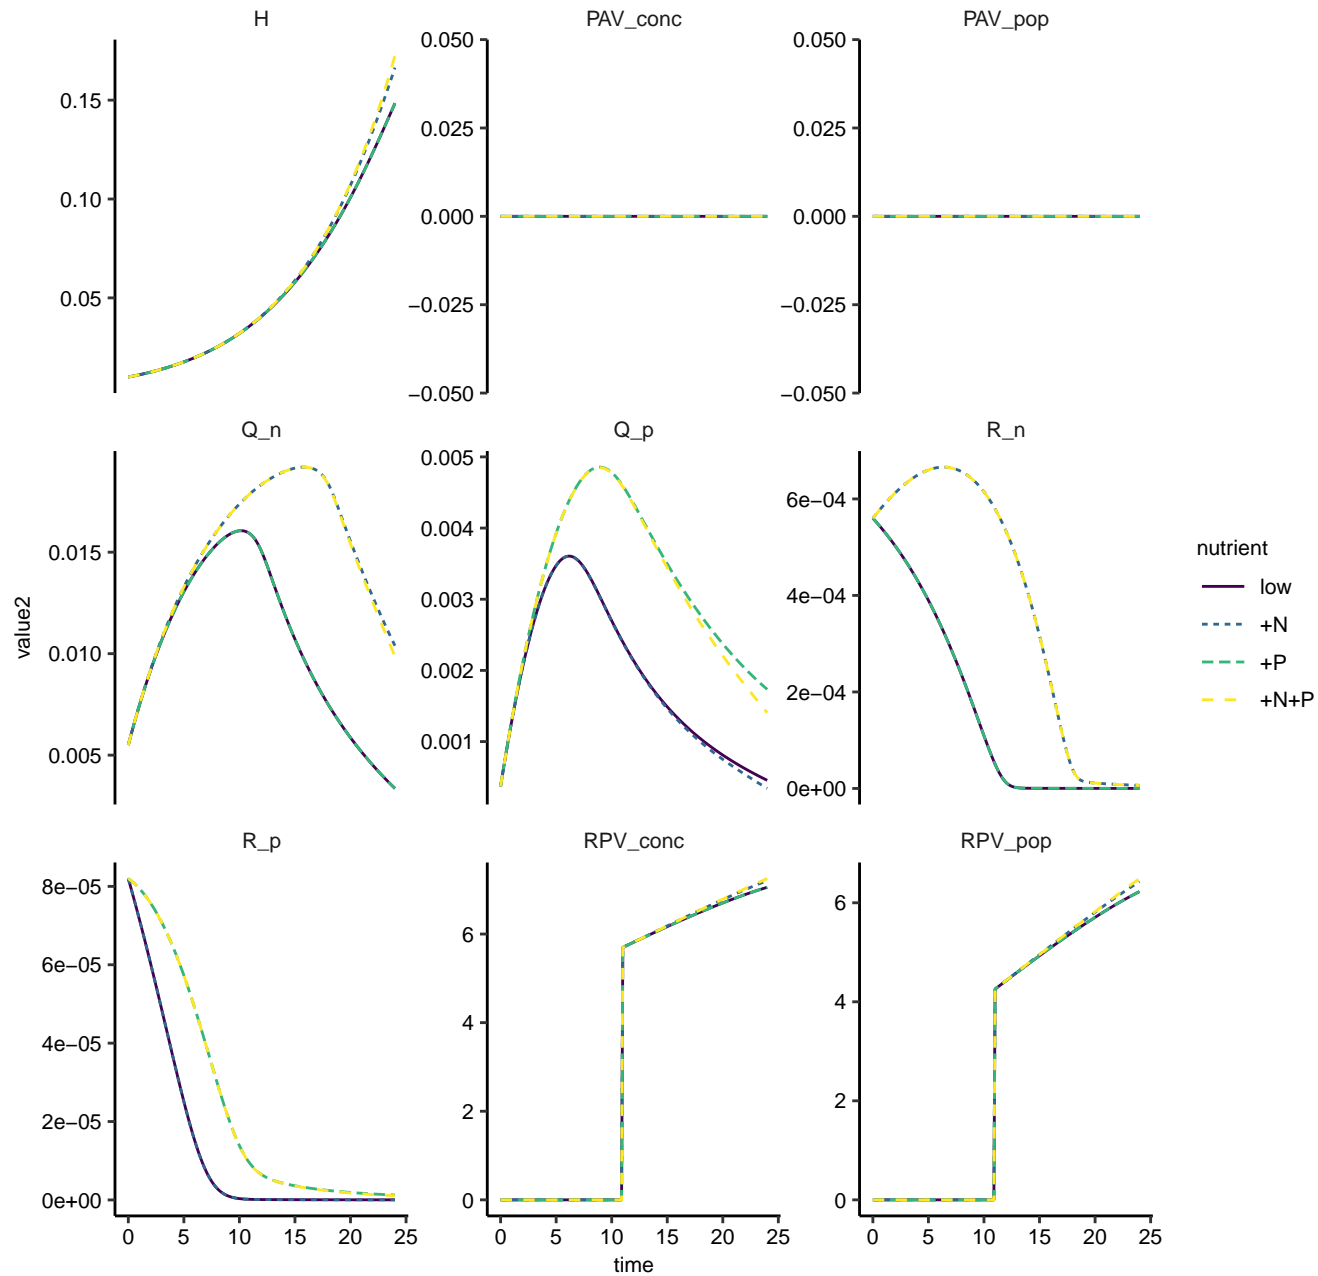 H
PAV_conc
PAV_pop
0.15
0.10
0.05
0.050
0.025
0.000
−0.025
−0.050
0.050
0.025
0.000
−0.025
−0.050
Q_n
Q_p
R_n
0.015
0.010
0.005
0.005
0.004
0.003
0.002
0.001
6e−04
4e−04
2e−04
0e+00
value2
nutrient
low
+N
+P
+N+P
R_p
RPV_conc
RPV_pop
8e−05
6e−05
4e−05
2e−05
0e+00
6
4
2
0
6
4
2
0
0 5 10 15 20 25
0 5 10 15 20 25
0 5 10 15 20 25
time